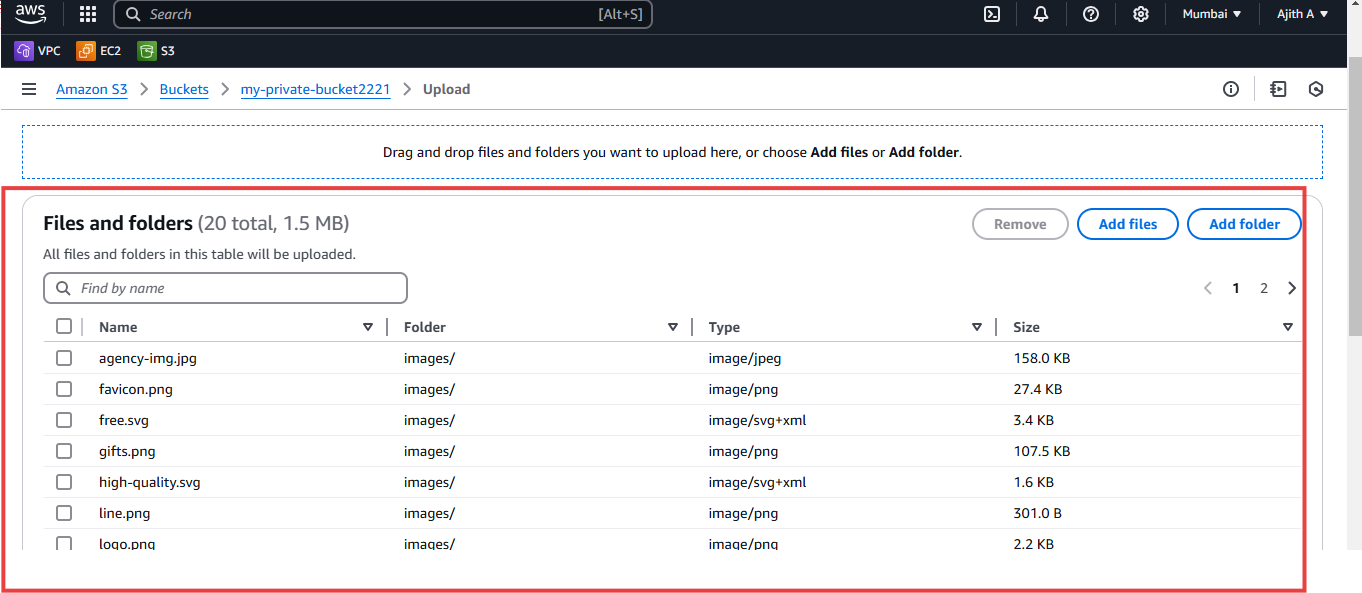 aws Search [Alt+S] Mumbai Ajith A
VPC EC2 S3
Amazon S3 Buckets my-private-bucket2221 Upload
Drag and drop files and folders you want to upload here, or choose Add files or Add folder.
Files and folders (20 total, 1.5 MB) Remove Add files Add folder
All files and folders in this table will be uploaded.
Find by name 1 2
Name Folder Type Size
agency-img.jpg images/ image/jpeg 158.0 KB
favicon.png images/ image/png 27.4 KB
free.svg images/ image/svg+xml 3.4 KB
gifts.png images/ image/png 107.5 KB
high-quality.svg images/ image/svg+xml 1.6 KB
line.png images/ image/png 301.0 B
logo.png images/ image/png 2.2 KB